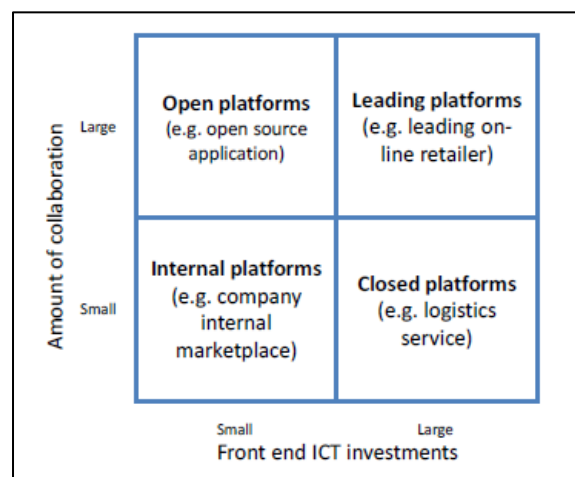 Open platforms
(e.g. open source
application)
Leading platforms
(e.g. leading on-
line retailer)
Internal platforms
(e.g. company
internal
marketplace)
Closed platforms
(e.g. logistics
service)
Amount of collaboration
Large
Small
Small
Large
Front end ICT investments